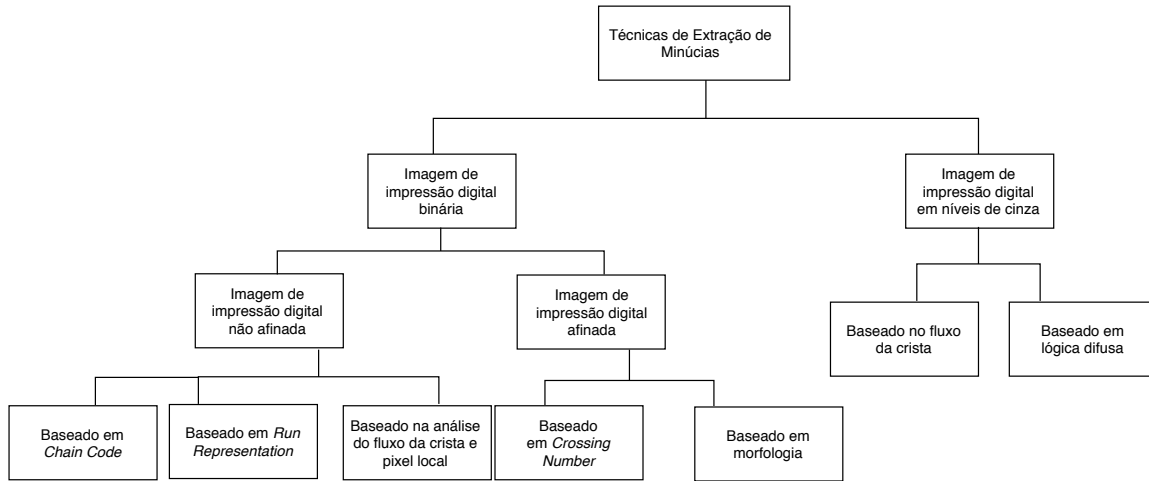 Técnicas de Extração de
Minúcias
Imagem de
impressão digital
binária
Imagem de
impressão digital
em níveis de cinza
Imagem de
impressão digital
não afinada
Imagem de
impressão digital
afinada
Baseado no fluxo
da crista
Baseado em
lógica difusa
Baseado em
Chain Code
Baseado em Run
Representation
Baseado na análise
do fluxo da crista e
pixel local
Baseado
em Crossing
Number
Baseado em
morfologia